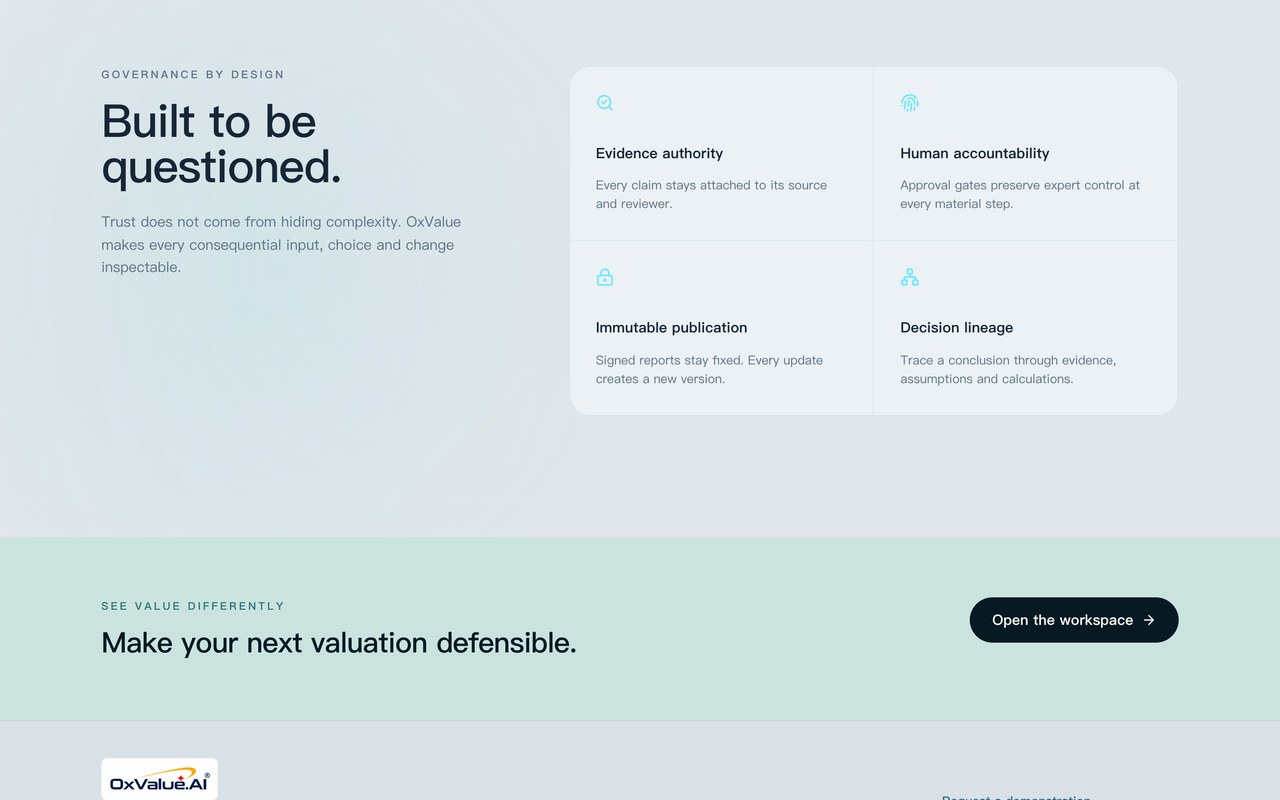 GOVERNANCE BY DESIGN
Built to be
questioned.
Trust does not come from hiding complexity. OxValue
makes every consequential input, choice and change
inspectable.
Evidence authority
Every claim stays attached to its source
and reviewer.
Human accountability
Approval gates preserve expert control at
every material step.
Immutable publication
Signed reports stay fixed. Every update
creates a new version.
Decision lineage
Trace a conclusion through evidence,
assumptions and calculations.
SEE VALUE DIFFERENTLY
Make your next valuation defensible.
Open the workspace →
OxValue.AI®
Request a demonstration